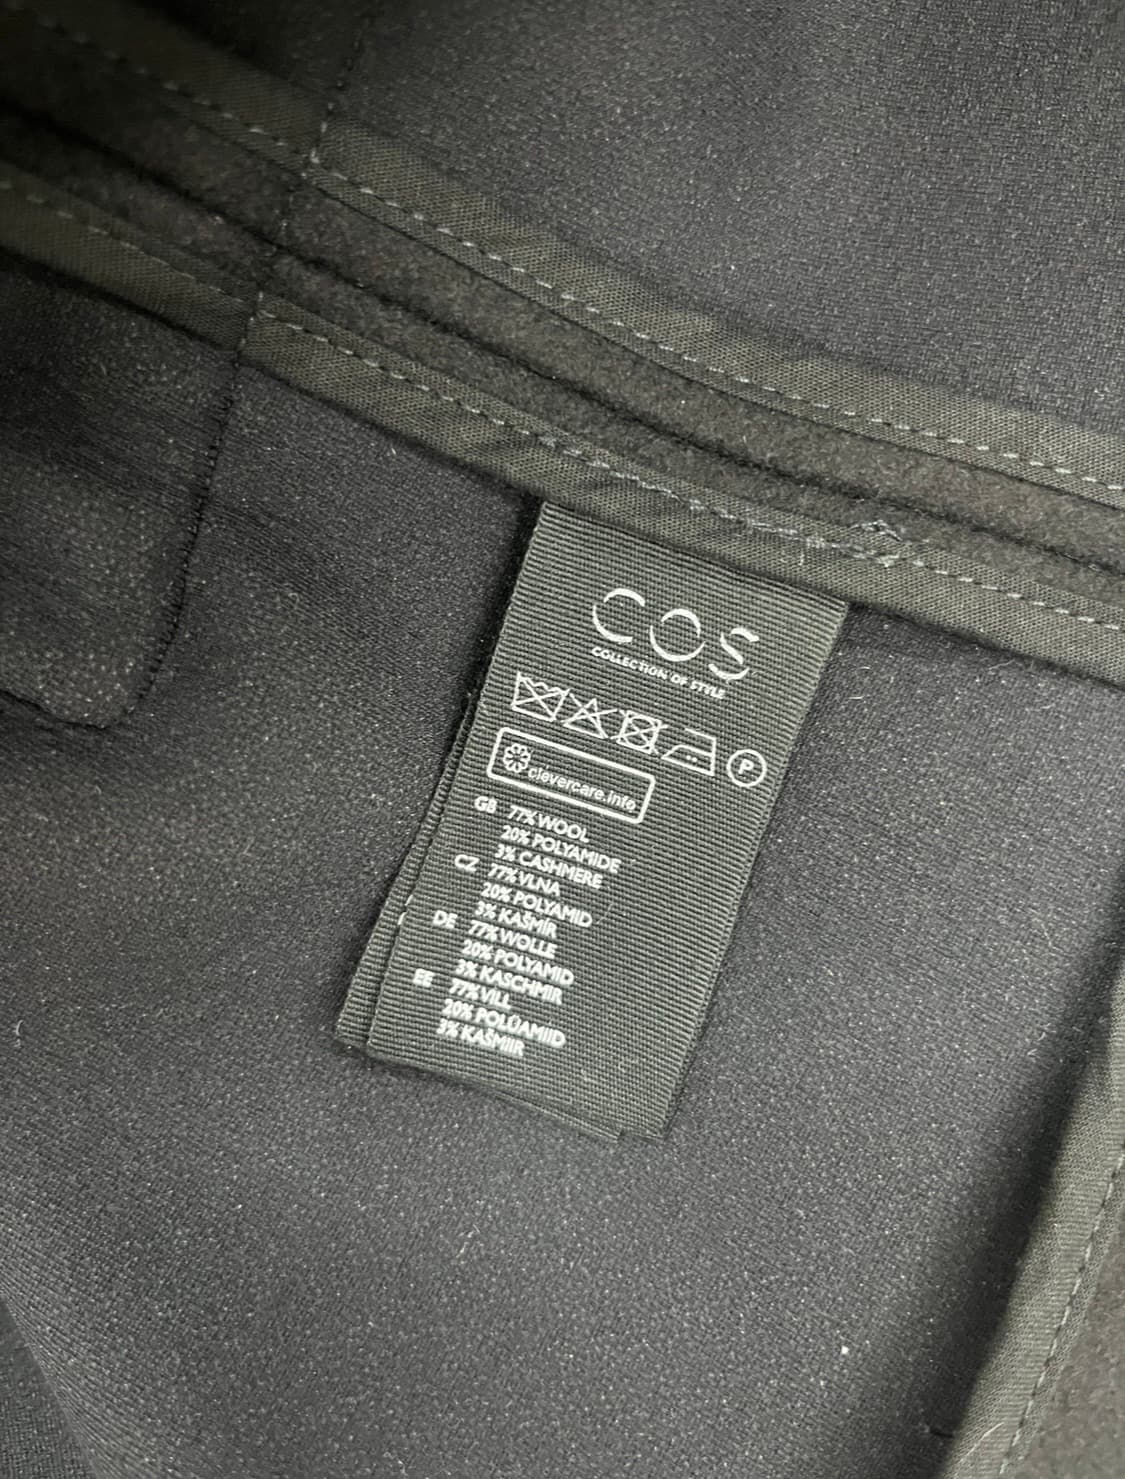 COS
COLLECTION OF STYLE
P
clevercare.info
GB 77% WOOL
20% POLYAMIDE
3% CASHMERE
CZ 77% VLNA
20% POLYAMID
3% KAŠMÍR
DE 77% WOLLE
20% POLYAMID
3% KASCHMIR
EE 77% VILL
20% POLÜAMIID
3% KAŠMIIR